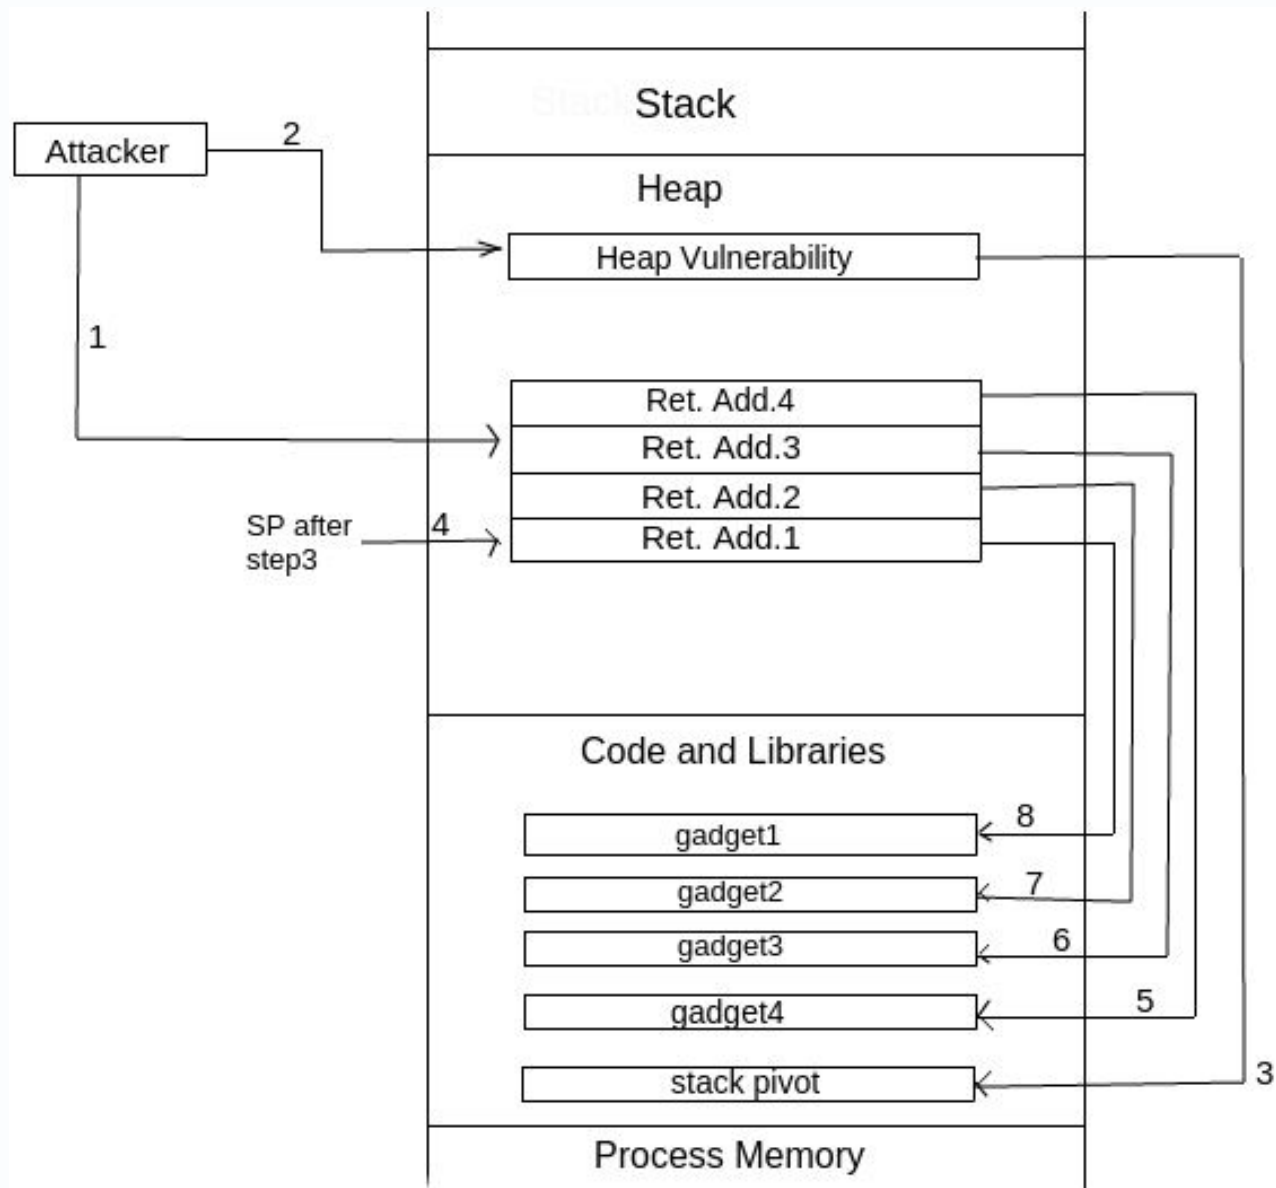 Stack
Attacker
2
Heap
Heap Vulnerability
1
Ret. Add.4
Ret. Add.3
Ret. Add.2
SP after
step3
4
Ret. Add.1
Code and Libraries
gadget1
8
gadget2
7
gadget3
6
gadget4
5
stack pivot
3
Process Memory